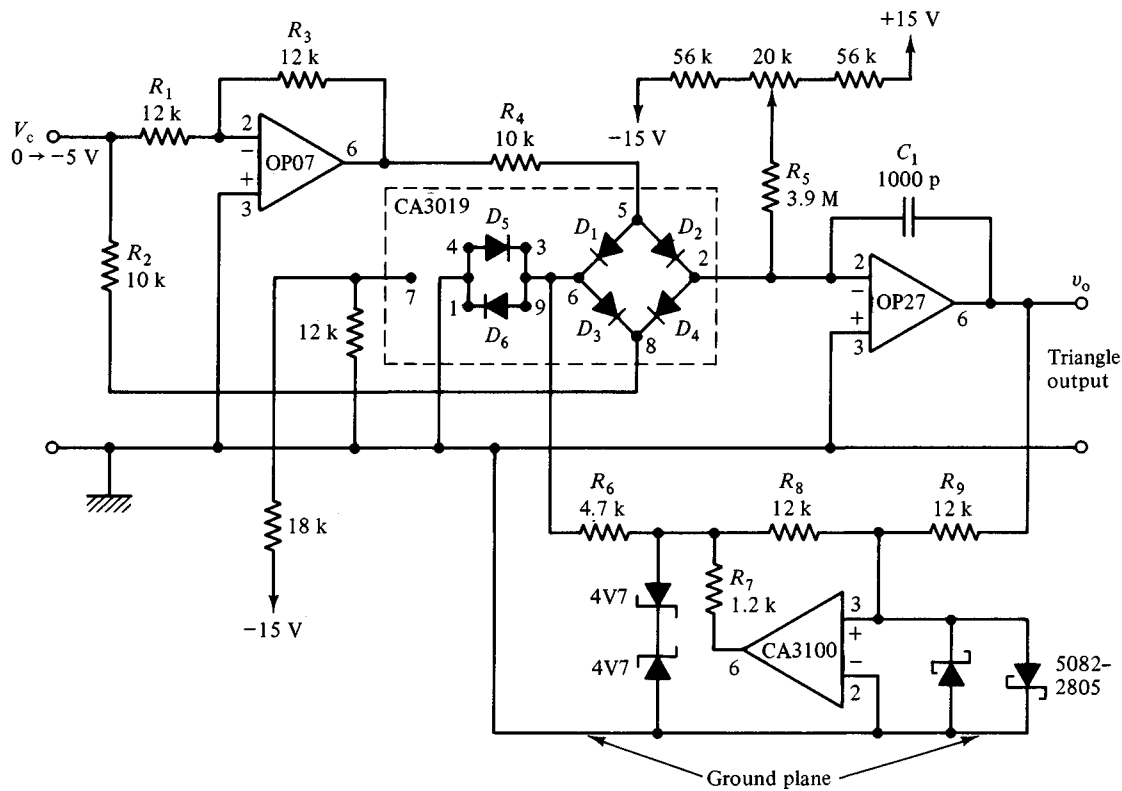 +15 V
R3
12 k
56 k
20 k
56 k
R1
12 k
Vc
0 → −5 V
2
−
OP07
6
+
3
R4
10 k
−15 V
R5
3.9 M
C1
1000 p
CA3019
5
D5
4
3
D1
D2
2
2
−
OP27
6
+
3
vo
R2
10 k
7
12 k
1
9
D6
6
D3
D4
8
Triangle
output
R6
4.7 k
R8
12 k
R9
12 k
18 k
4V7
R7
1.2 k
3
+
CA3100
−
2
6
4V7
−15 V
5082–
2805
Ground plane